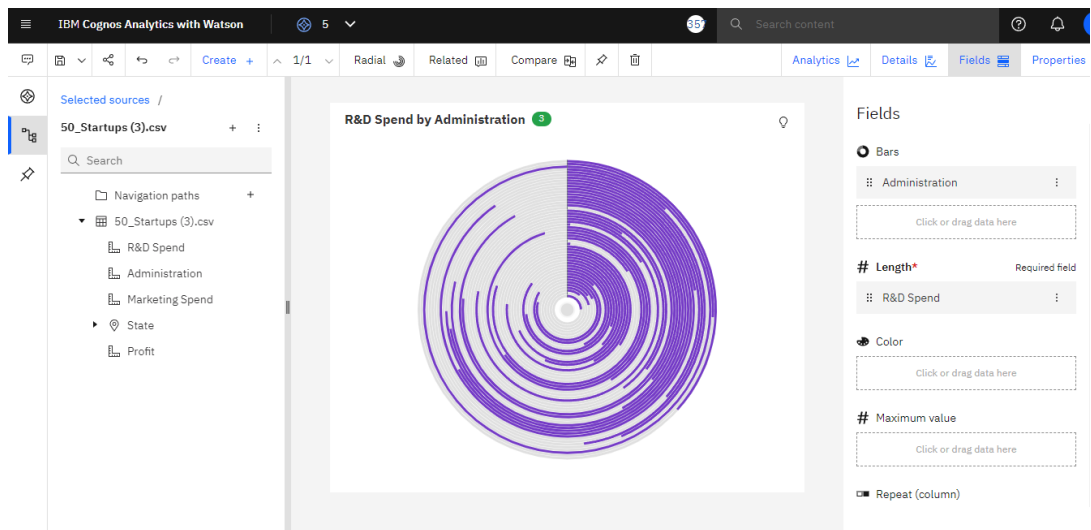 IBM Cognos Analytics with Watson
5
357
Search content
Create +
1/1
Radial
Related
Compare
Analytics
Details
Fields
Properties
Selected sources /
50_Startups (3).csv
Search
Navigation paths
50_Startups (3).csv
R&D Spend
Administration
Marketing Spend
State
Profit
R&D Spend by Administration 3
Fields
Bars
Administration
Click or drag data here
# Length* Required field
R&D Spend
Color
Click or drag data here
# Maximum value
Click or drag data here
Repeat (column)